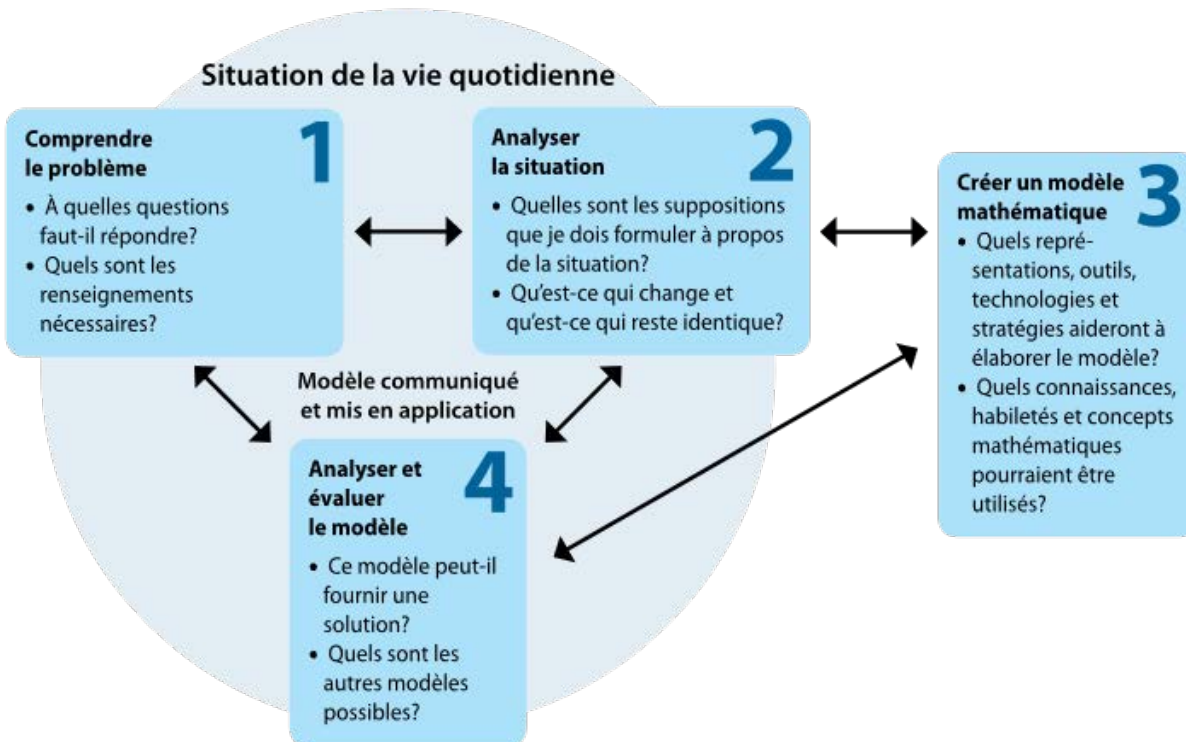 Situation de la vie quotidienne
Comprendre
le problème
1
• À quelles questions
faut-il répondre?
• Quels sont les
renseignements
nécessaires?
Analyser
la situation
2
• Quelles sont les suppositions
que je dois formuler à propos
de la situation?
• Qu'est-ce qui change et
qu'est-ce qui reste identique?
Créer un modèle
mathématique
3
• Quels repré-
sentations, outils,
technologies et
stratégies aideront à
élaborer le modèle?
• Quels connaissances,
habiletés et concepts
mathématiques
pourraient être
utilisés?
Modèle communiqué
et mis en application
Analyser et
évaluer
le modèle
4
• Ce modèle peut-il
fournir une
solution?
• Quels sont les
autres modèles
possibles?